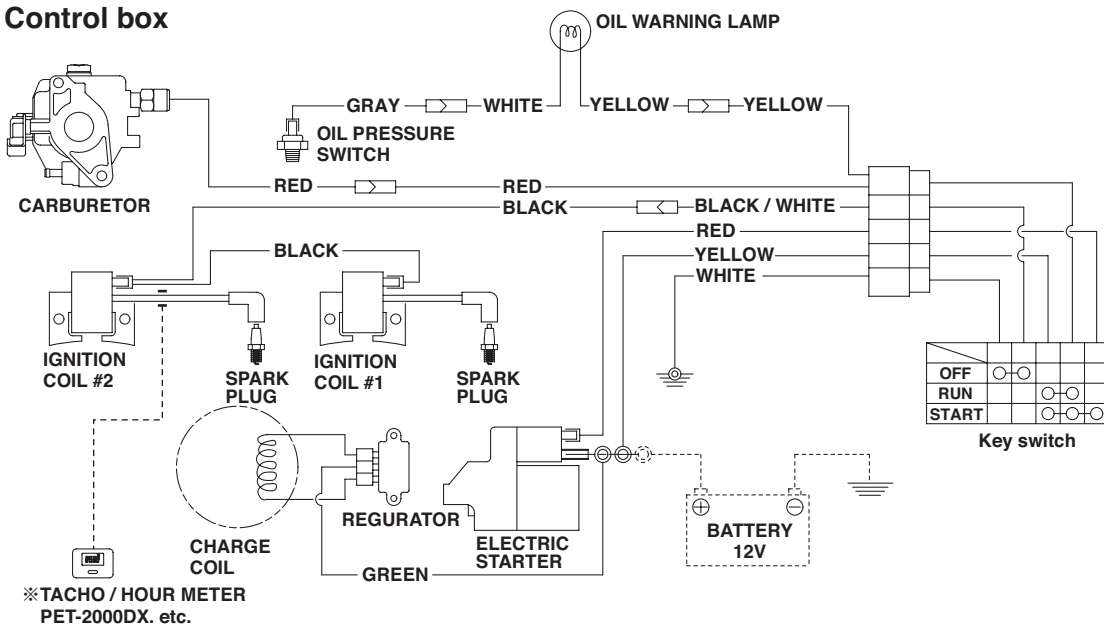 Control box
OIL WARNING LAMP
GRAY
WHITE
YELLOW
YELLOW
OIL PRESSURE
SWITCH
CARBURETOR
RED
RED
BLACK
BLACK / WHITE
RED
YELLOW
WHITE
BLACK
IGNITION
COIL #2
SPARK
PLUG
IGNITION
COIL #1
SPARK
PLUG
OFF
RUN
START
Key switch
CHARGE
COIL
REGURATOR
ELECTRIC
STARTER
BATTERY
12V
GREEN
※TACHO / HOUR METER
PET-2000DX. etc.